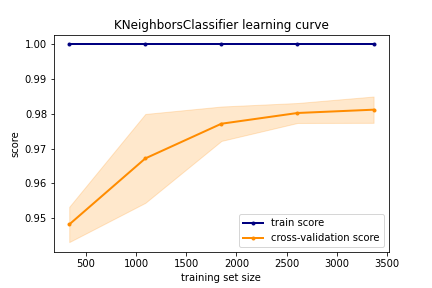 KNeighborsClassifier learning curve
score
1.00
0.99
0.98
0.97
0.96
0.95
train score
cross-validation score
500 1000 1500 2000 2500 3000 3500
training set size